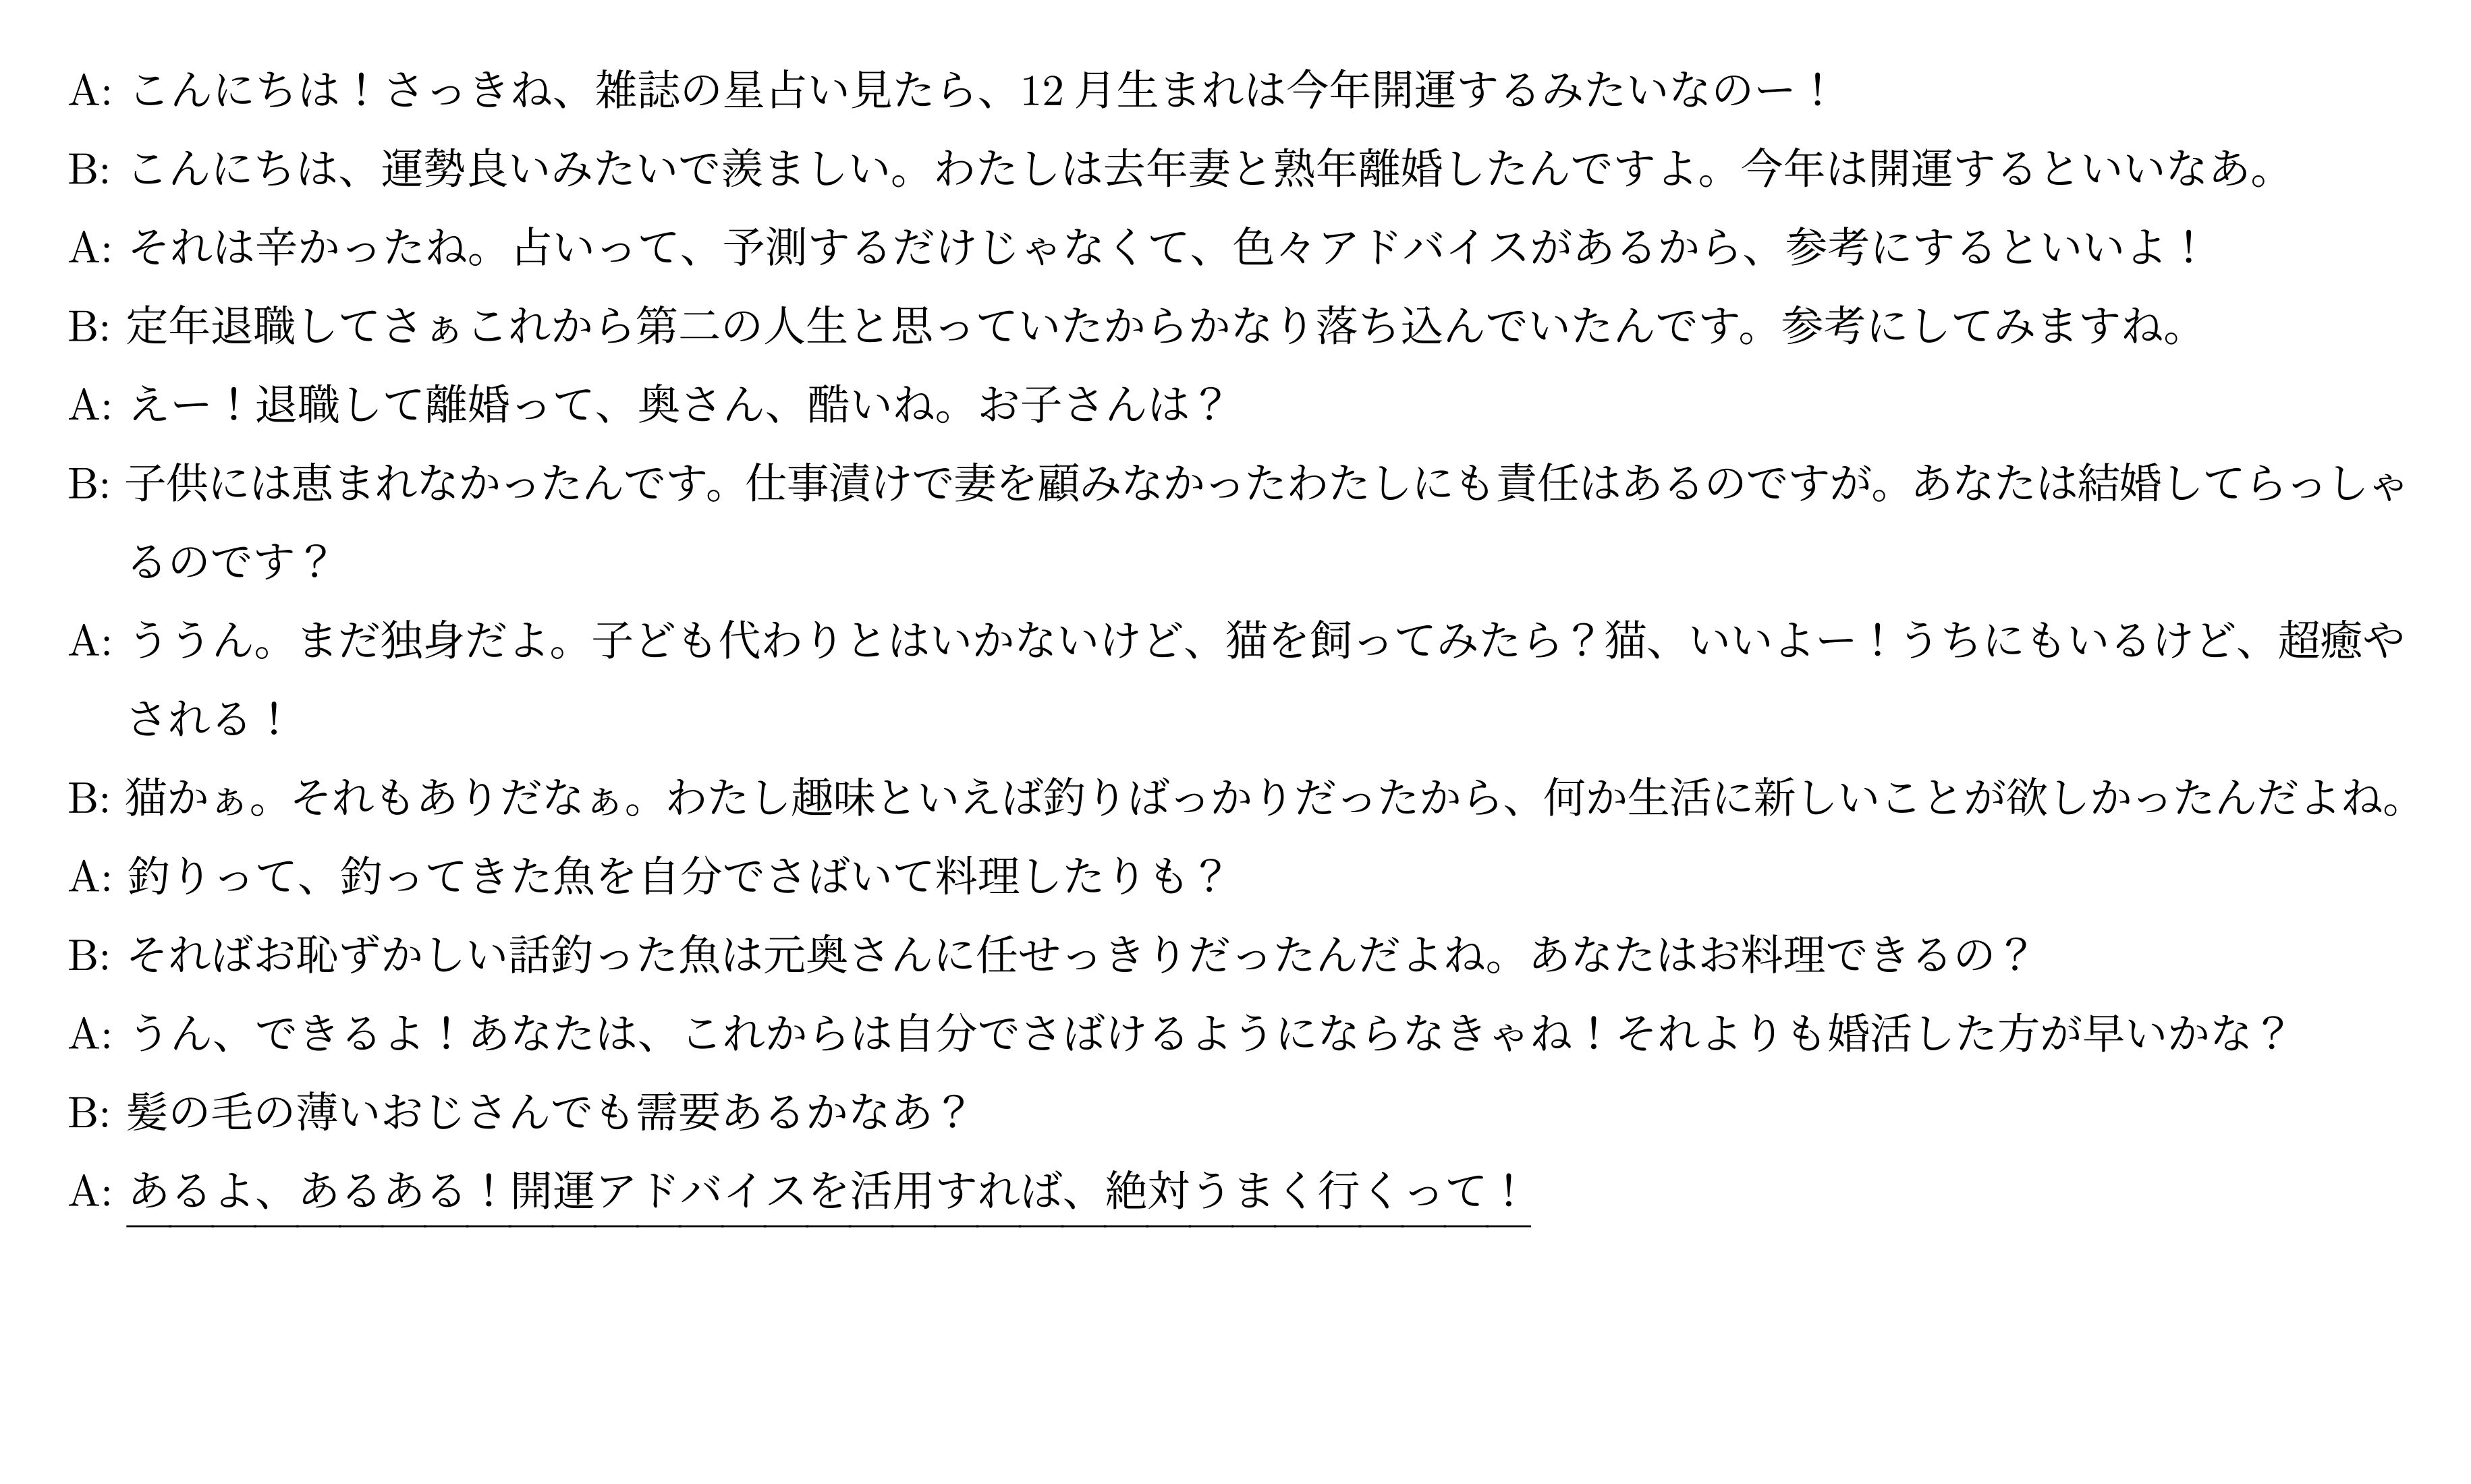 A: こんにちは！さっきね、雑誌の星占い見たら、12 月生まれは今年開運するみたいなのー！
B: こんにちは、運勢良いみたいで羨ましい。わたしは去年妻と熟年離婚したんですよ。今年は開運するといいなあ。
A: それは辛かったね。占いって、予測するだけじゃなくて、色々アドバイスがあるから、参考にするといいよ！
B: 定年退職してさぁこれから第二の人生と思っていたからかなり落ち込んでいたんです。参考にしてみますね。
A: えー！退職して離婚って、奥さん、酷いね。お子さんは？
B: 子供には恵まれなかったんです。仕事漬けで妻を顧みなかったわたしにも責任はあるのですが。あなたは結婚してらっしゃ
るのです？
A: ううん。まだ独身だよ。子ども代わりとはいかないけど、猫を飼ってみたら？猫、いいよー！うちにもいるけど、超癒や
される！
B: 猫かぁ。それもありだなぁ。わたし趣味といえば釣りばっかりだったから、何か生活に新しいことが欲しかったんだよね。
A: 釣りって、釣ってきた魚を自分でさばいて料理したりも？
B: そればお恥ずかしい話釣った魚は元奥さんに任せっきりだったんだよね。あなたはお料理できるの？
A: うん、できるよ！あなたは、これからは自分でさばけるようにならなきゃね！それよりも婚活した方が早いかな？
B: 髪の毛の薄いおじさんでも需要あるかなあ？
A: あるよ、あるある！開運アドバイスを活用すれば、絶対うまく行くって！